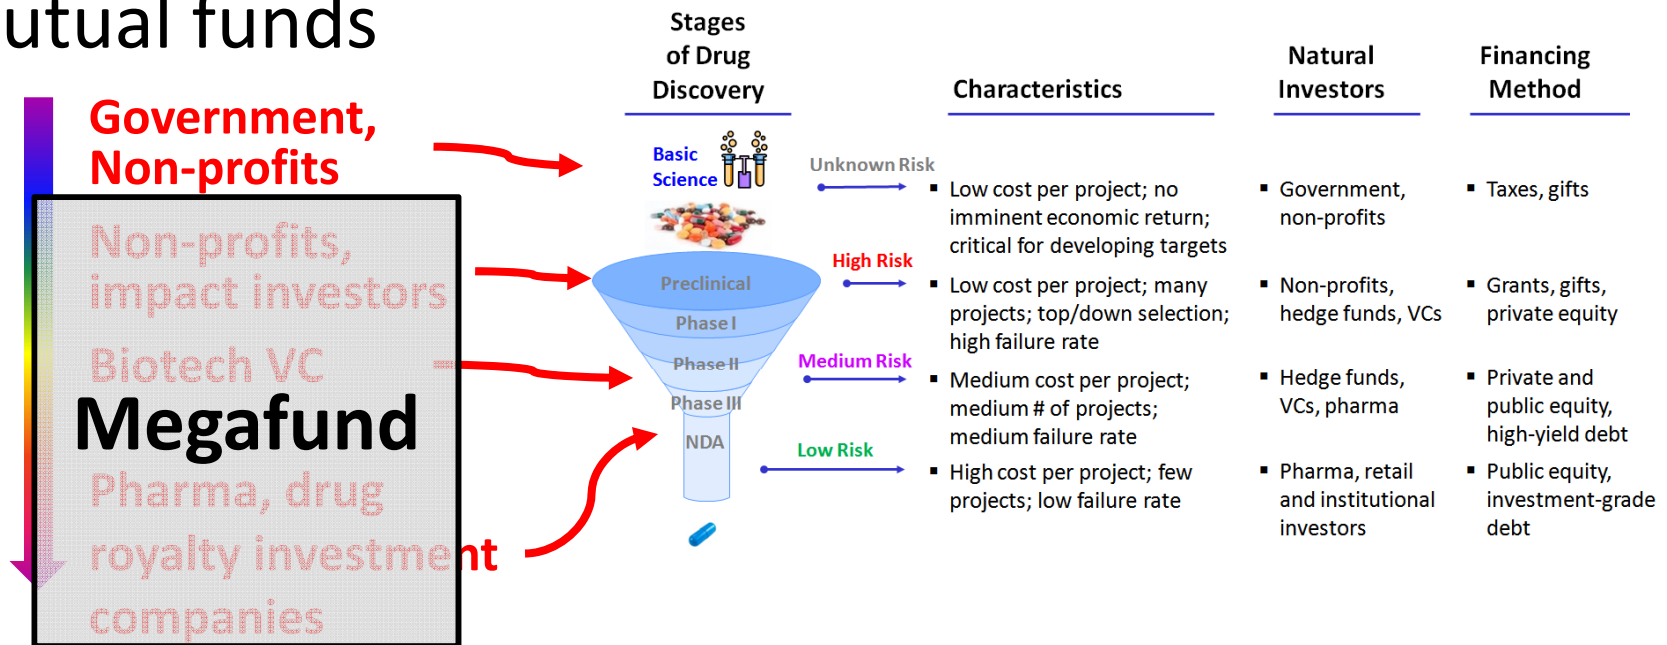 utual funds
Government,
Non-profits
Non-profits,
impact investors
Biotech VC
Megafund
Pharma, drug
royalty investment
companies
Stages
of Drug
Discovery
Basic
Science
Preclinical
Phase I
Phase II
Phase III
NDA
Unknown Risk
High Risk
Medium Risk
Low Risk
Characteristics
▪ Low cost per project; no
imminent economic return;
critical for developing targets
▪ Low cost per project; many
projects; top/down selection;
high failure rate
▪ Medium cost per project;
medium # of projects;
medium failure rate
▪ High cost per project; few
projects; low failure rate
Natural
Investors
▪ Government,
non-profits
▪ Non-profits,
hedge funds, VCs
▪ Hedge funds,
VCs, pharma
▪ Pharma, retail
and institutional
investors
Financing
Method
▪ Taxes, gifts
▪ Grants, gifts,
private equity
▪ Private and
public equity,
high-yield debt
▪ Public equity,
investment-grade
debt